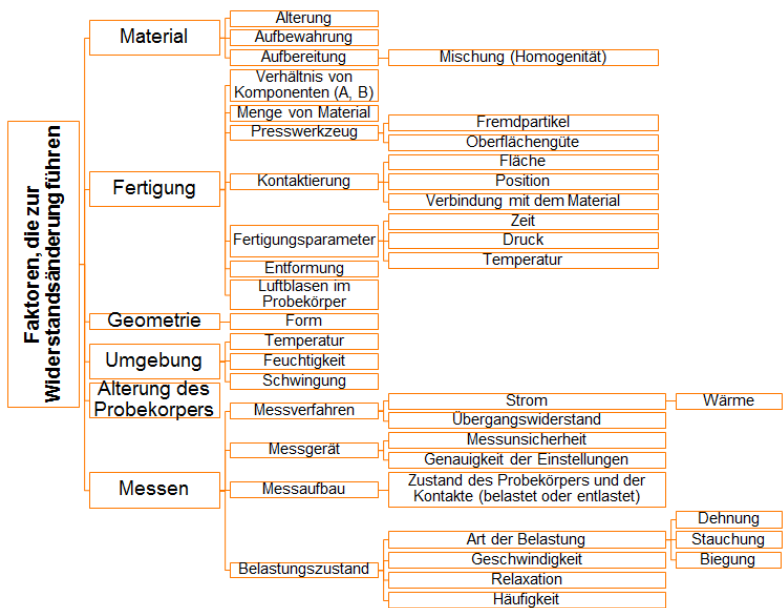 Faktoren, die zur
Widerstandsänderung führen
Material
Alterung
Aufbewahrung
Aufbereitung
Mischung (Homogenität)
Fertigung
Verhältnis von
Komponenten (A, B)
Menge von Material
Presswerkzeug
Fremdpartikel
Oberflächengüte
Kontaktierung
Fläche
Position
Verbindung mit dem Material
Fertigungsparameter
Zeit
Druck
Temperatur
Entformung
Luftblasen im
Probekörper
Geometrie
Form
Umgebung
Temperatur
Feuchtigkeit
Schwingung
Alterung des
Probekorpers
Messen
Messverfahren
Strom
Wärme
Übergangswiderstand
Messgerät
Messunsicherheit
Genauigkeit der Einstellungen
Messaufbau
Zustand des Probekörpers und der
Kontakte (belastet oder entlastet)
Belastungszustand
Art der Belastung
Dehnung
Stauchung
Biegung
Geschwindigkeit
Relaxation
Häufigkeit